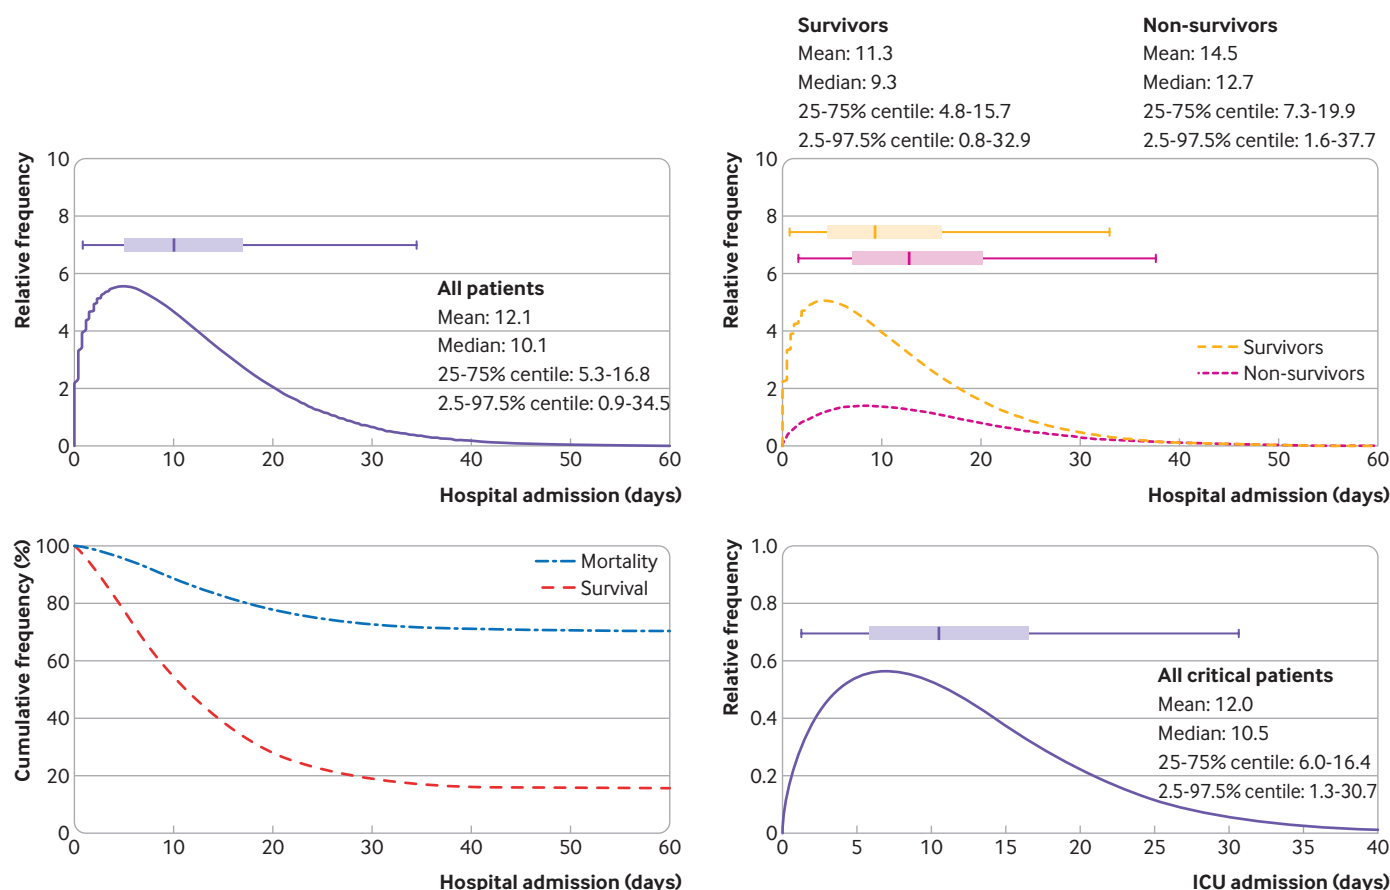 Survivors
Mean: 11.3
Median: 9.3
25-75% centile: 4.8-15.7
2.5-97.5% centile: 0.8-32.9
Non-survivors
Mean: 14.5
Median: 12.7
25-75% centile: 7.3-19.9
2.5-97.5% centile: 1.6-37.7
Relative frequency
10
8
6
4
2
0
All patients
Mean: 12.1
Median: 10.1
25-75% centile: 5.3-16.8
2.5-97.5% centile: 0.9-34.5
0 10 20 30 40 50 60
Hospital admission (days)
Relative frequency
10
8
6
4
2
0
Survivors
Non-survivors
0 10 20 30 40 50 60
Hospital admission (days)
Cumulative frequency (%)
100
80
60
40
20
0
Mortality
Survival
0 10 20 30 40 50 60
Hospital admission (days)
Relative frequency
1.0
0.8
0.6
0.4
0.2
0
All critical patients
Mean: 12.0
Median: 10.5
25-75% centile: 6.0-16.4
2.5-97.5% centile: 1.3-30.7
0 5 10 15 20 25 30 35 40
ICU admission (days)